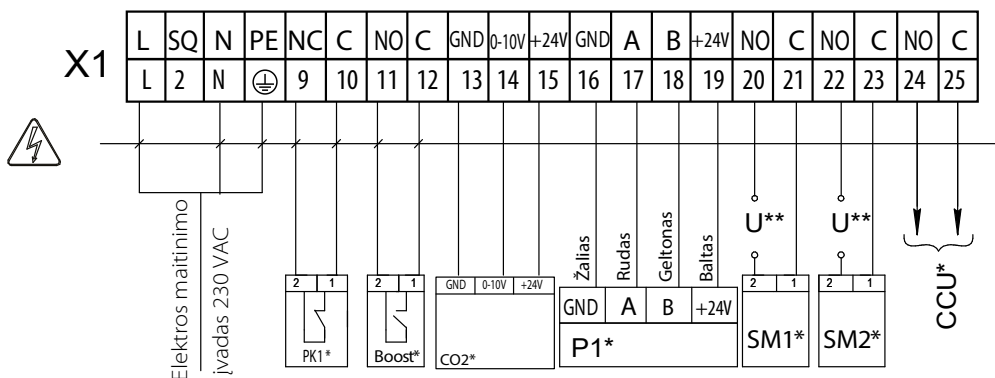 X1
L SQ N PE NC C NO C GND 0-10V +24V GND A B +24V NO C NO C NO C
L 2 N 9 10 11 12 13 14 15 16 17 18 19 20 21 22 23 24 25
Elektros maitinimo
įvadas 230 VAC
2 1
PK1*
2 1
Boost*
GND 0-10V +24V
CO2*
Žalias
Rudas
Geltonas
Baltas
GND A B +24V
P1*
U**
2 1
SM1*
U**
2 1
SM2*
CCU*